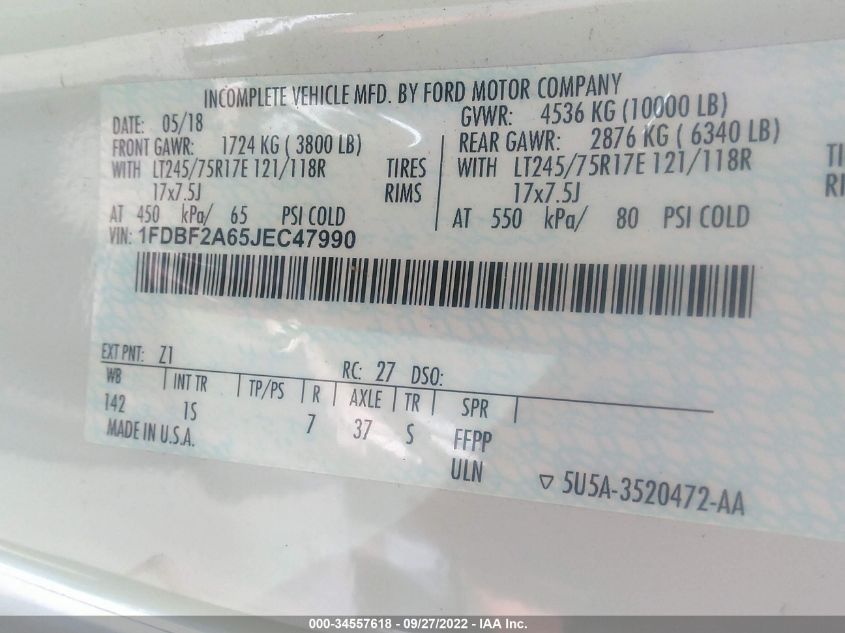 INCOMPLETE VEHICLE MFD. BY FORD MOTOR COMPANY
DATE: 05/18 GVWR: 4536 KG (10000 LB)
FRONT GAWR: 1724 KG ( 3800 LB) REAR GAWR: 2876 KG ( 6340 LB)
WITH LT245/75R17E 121/118R TIRES WITH LT245/75R17E 121/118R TI
17x7.5J RIMS 17x7.5J RI
AT 450 kPa/ 65 PSI COLD AT 550 kPa/ 80 PSI COLD
VIN: 1FDBF2A65JEC47990
EXT PNT: Z1 RC: 27 DSO:
WB INT TR TP/PS R AXLE TR SPR
142 1S 7 37 S FFPP
MADE IN U.S.A. ULN
▽ 5U5A-3520472-AA
000-34557618 - 09/27/2022 - IAA Inc.